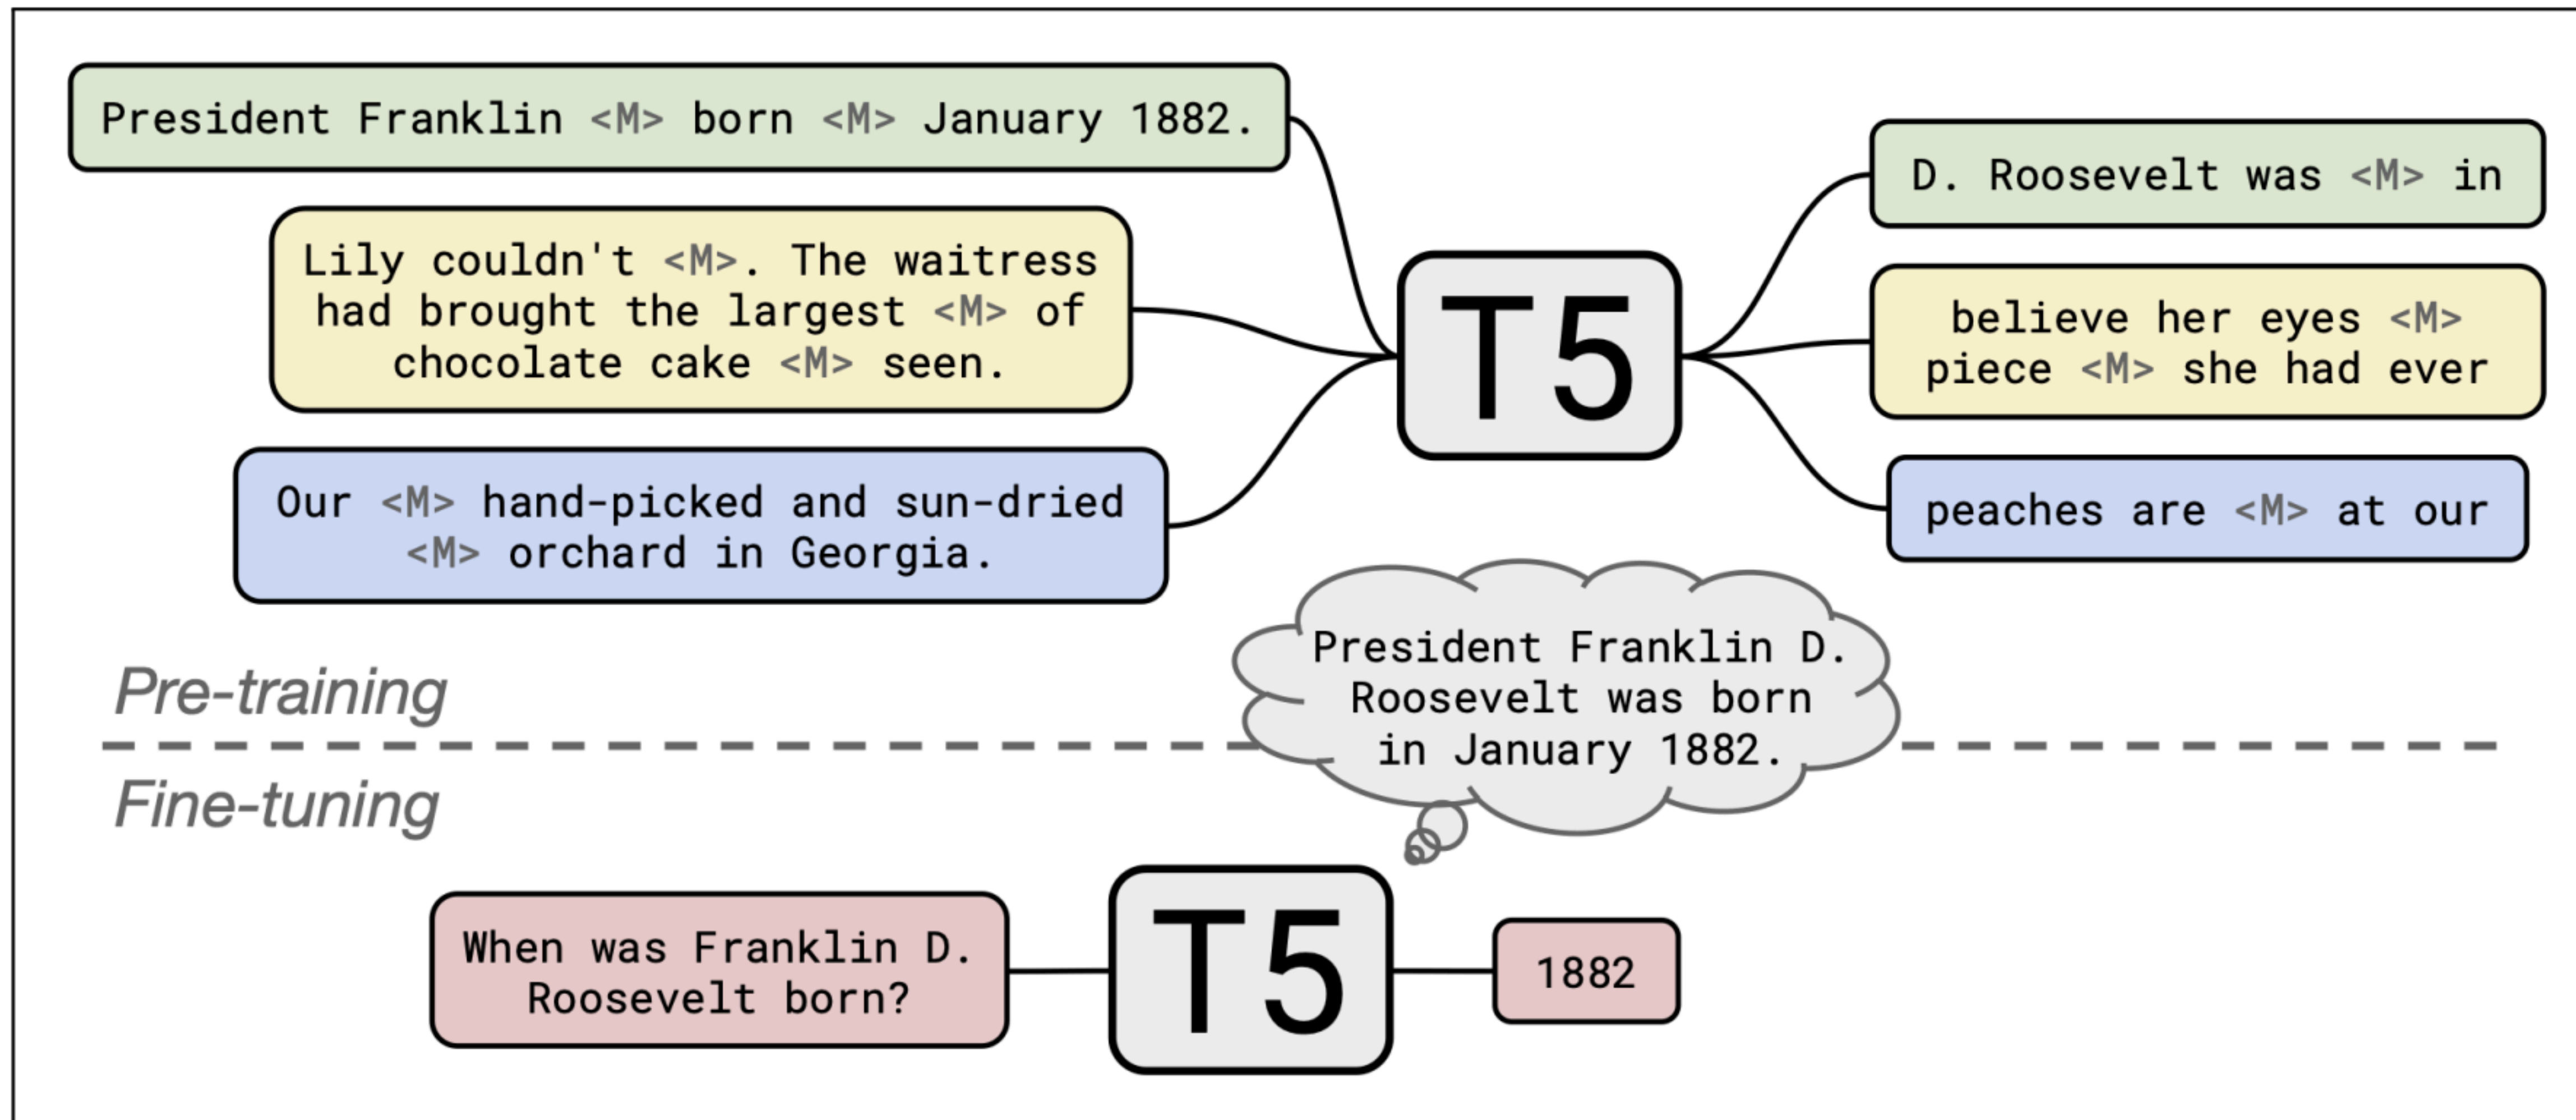 President Franklin <M> born <M> January 1882.
Lily couldn't <M>. The waitress
had brought the largest <M> of
chocolate cake <M> seen.
Our <M> hand-picked and sun-dried
<M> orchard in Georgia.
T5
D. Roosevelt was <M> in
believe her eyes <M>
piece <M> she had ever
peaches are <M> at our
Pre-training
President Franklin D.
Roosevelt was born
in January 1882.
Fine-tuning
When was Franklin D.
Roosevelt born?
T5
1882